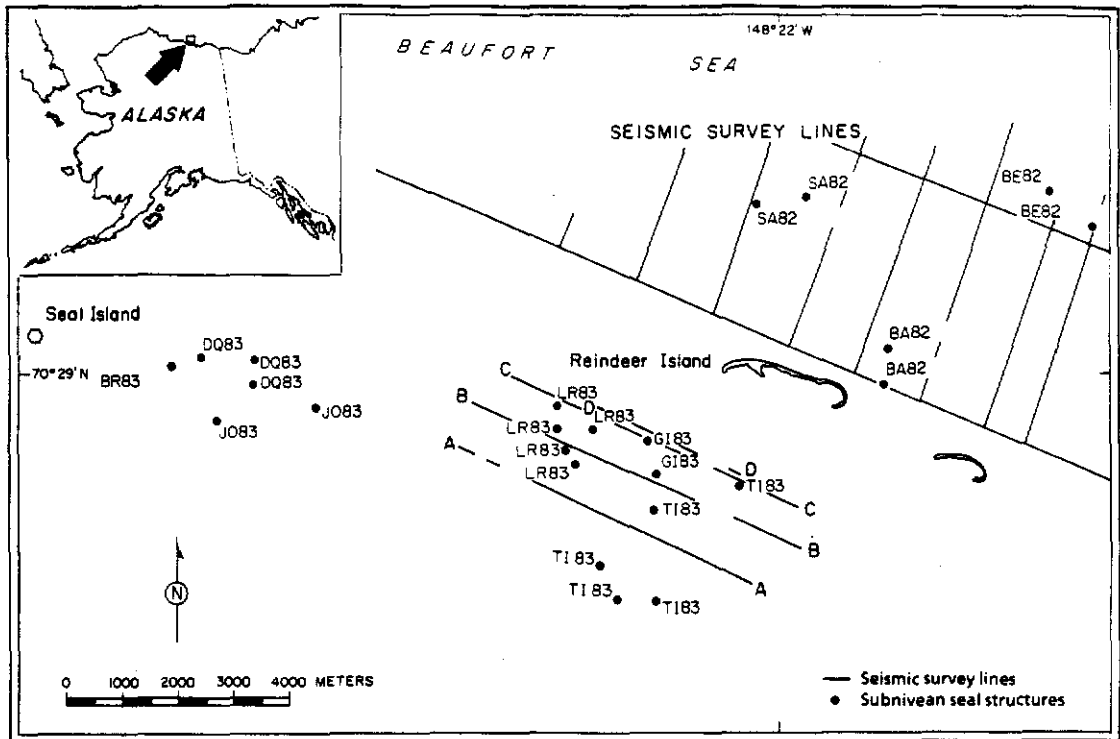 148°22' W
BEAUFORT SEA
ALASKA
SEISMIC SURVEY LINES
SA82
SA82
BE82
BE82
Seal Island
70°29' N
BR83
DQ83
DQ83
DQ83
JO83
JO83
Reindeer Island
BA82
BA82
C
B
A
LR83
D
LR83
LR83
LR83
LR83
GI83
GI83
D
TI83
C
TI83
B
A
TI83
TI83
TI83
N
0 1000 2000 3000 4000 METERS
Seismic survey lines
Subnivean seal structures